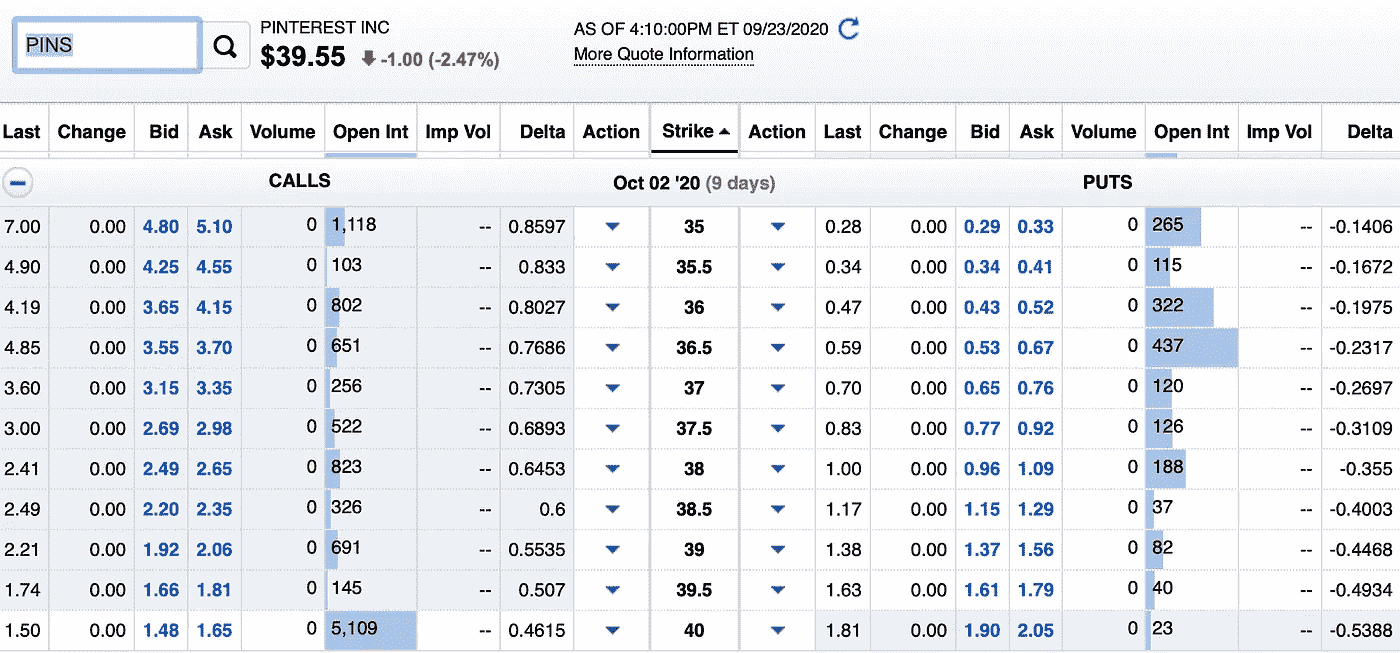 PINS
PINTEREST INC
$39.55 -1.00 (-2.47%)
AS OF 4:10:00PM ET 09/23/2020
More Quote Information
Last Change Bid Ask Volume Open Int Imp Vol Delta Action Strike Action Last Change Bid Ask Volume Open Int Imp Vol Delta
CALLS Oct 02 '20 (9 days) PUTS
7.00 0.00 4.80 5.10 0 1,118 -- 0.8597 35 0.28 0.00 0.29 0.33 0 265 -- -0.1406
4.90 0.00 4.25 4.55 0 103 -- 0.833 35.5 0.34 0.00 0.34 0.41 0 115 -- -0.1672
4.19 0.00 3.65 4.15 0 802 -- 0.8027 36 0.47 0.00 0.43 0.52 0 322 -- -0.1975
4.85 0.00 3.55 3.70 0 651 -- 0.7686 36.5 0.59 0.00 0.53 0.67 0 437 -- -0.2317
3.60 0.00 3.15 3.35 0 256 -- 0.7305 37 0.70 0.00 0.65 0.76 0 120 -- -0.2697
3.00 0.00 2.69 2.98 0 522 -- 0.6893 37.5 0.83 0.00 0.77 0.92 0 126 -- -0.3109
2.41 0.00 2.49 2.65 0 823 -- 0.6453 38 1.00 0.00 0.96 1.09 0 188 -- -0.355
2.49 0.00 2.20 2.35 0 326 -- 0.6 38.5 1.17 0.00 1.15 1.29 0 37 -- -0.4003
2.21 0.00 1.92 2.06 0 691 -- 0.5535 39 1.38 0.00 1.37 1.56 0 82 -- -0.4468
1.74 0.00 1.66 1.81 0 145 -- 0.507 39.5 1.63 0.00 1.61 1.79 0 40 -- -0.4934
1.50 0.00 1.48 1.65 0 5,109 -- 0.4615 40 1.81 0.00 1.90 2.05 0 23 -- -0.5388